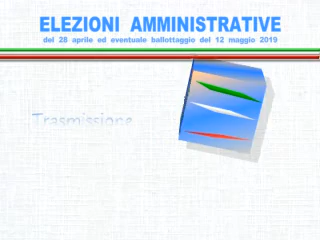 ELEZIONI AMMINISTRATIVE
del 28 aprile ed eventuale ballottaggio del 12 maggio 2019
Trasmissione